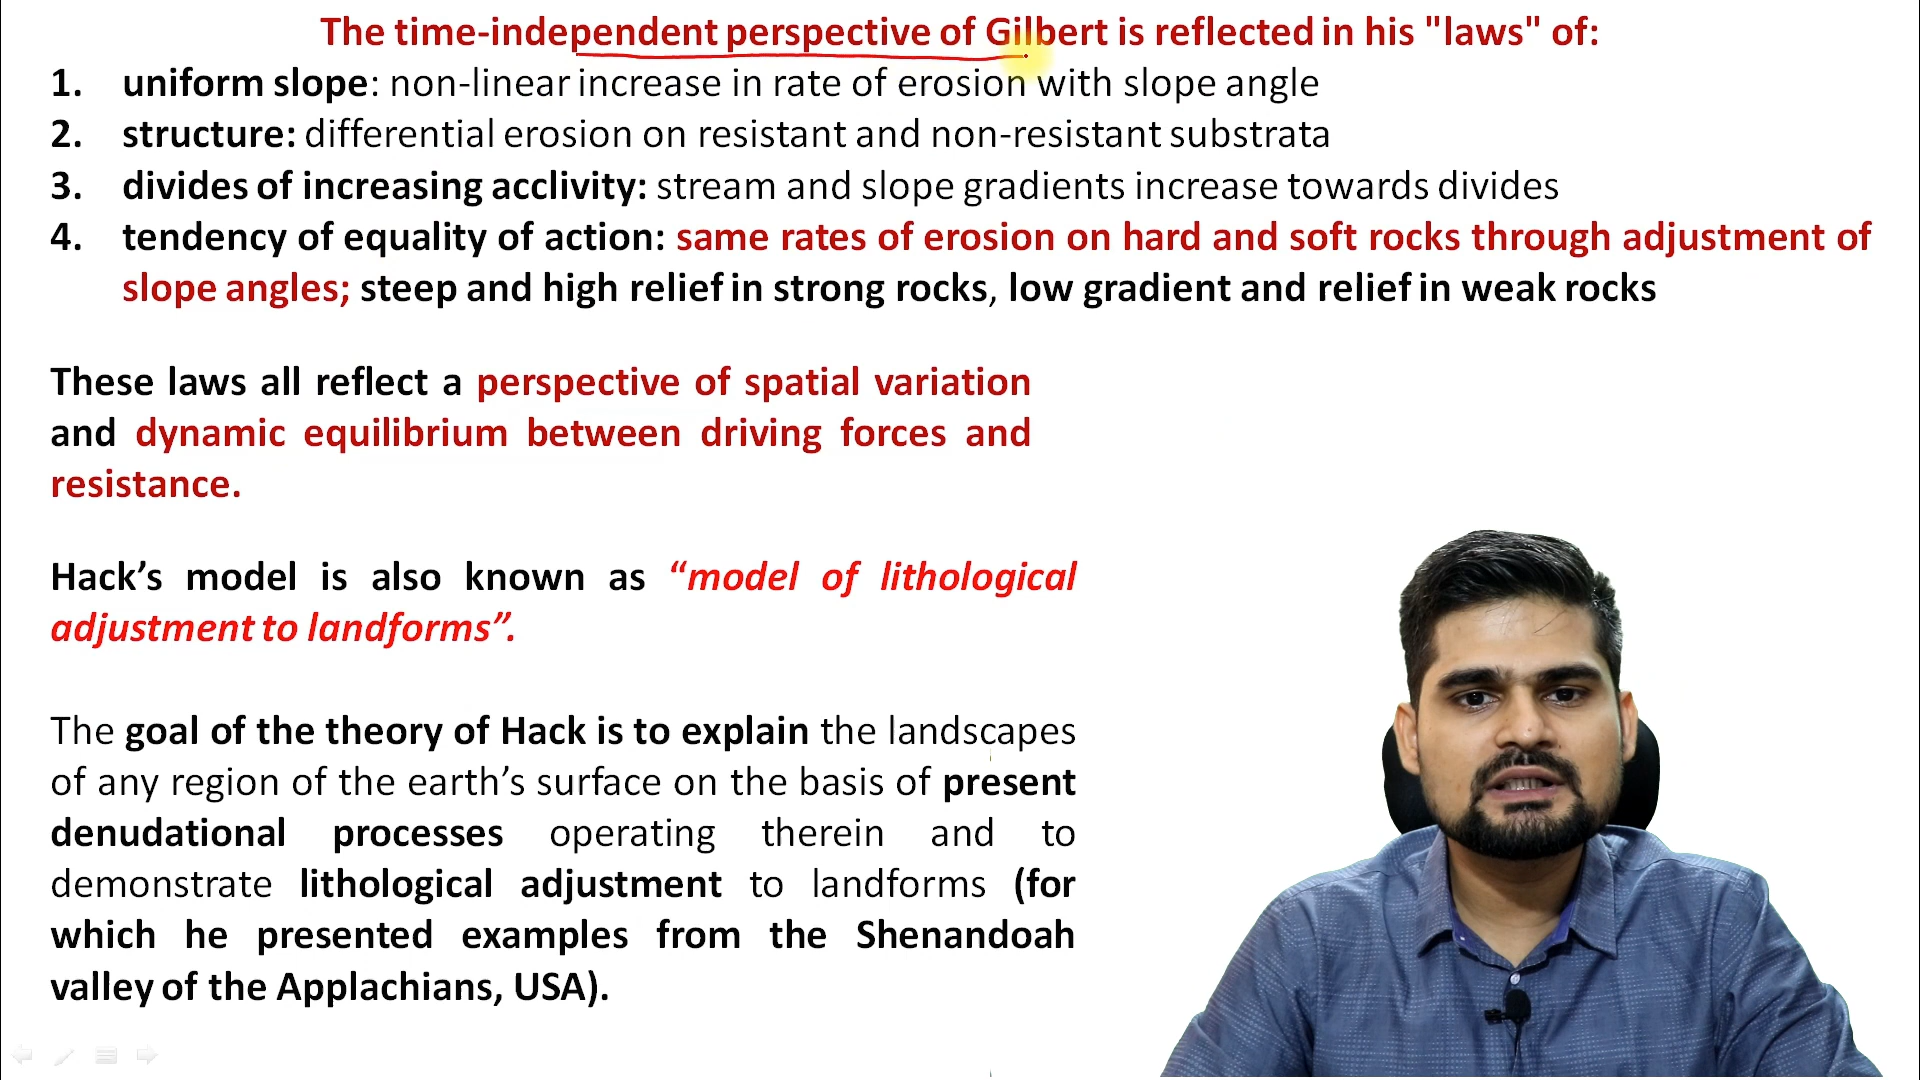 The time-independent perspective of Gilbert is reflected in his "laws" of:
1. uniform slope: non-linear increase in rate of erosion with slope angle
2. structure: differential erosion on resistant and non-resistant substrata
3. divides of increasing acclivity: stream and slope gradients increase towards divides
4. tendency of equality of action: same rates of erosion on hard and soft rocks through adjustment of
slope angles; steep and high relief in strong rocks, low gradient and relief in weak rocks
These laws all reflect a perspective of spatial variation
and dynamic equilibrium between driving forces and
resistance.
Hack’s model is also known as “model of lithological
adjustment to landforms”.
The goal of the theory of Hack is to explain the landscapes
of any region of the earth’s surface on the basis of present
denudational processes operating therein and to
demonstrate lithological adjustment to landforms (for
which he presented examples from the Shenandoah
valley of the Applachians, USA).